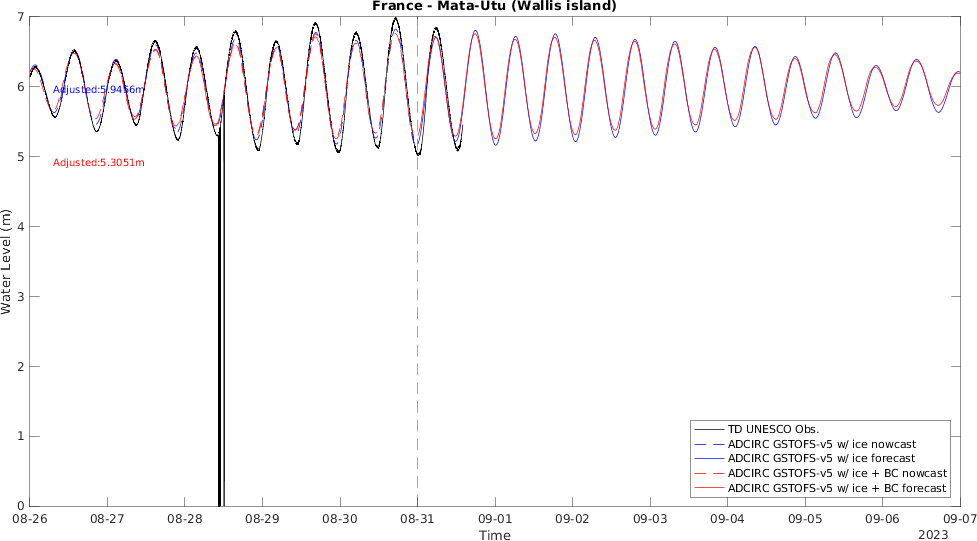 France - Mata-Utu (Wallis island)
7
6
5
4
3
2
1
0
Water Level (m)
Adjusted:5.9456m
Adjusted:5.3051m
TD UNESCO Obs.
ADCIRC GSTOFS-v5 w/ ice nowcast
ADCIRC GSTOFS-v5 w/ ice forecast
ADCIRC GSTOFS-v5 w/ ice + BC nowcast
ADCIRC GSTOFS-v5 w/ ice + BC forecast
08-26 08-27 08-28 08-29 08-30 08-31 09-01 09-02 09-03 09-04 09-05 09-06 09-07
Time
2023